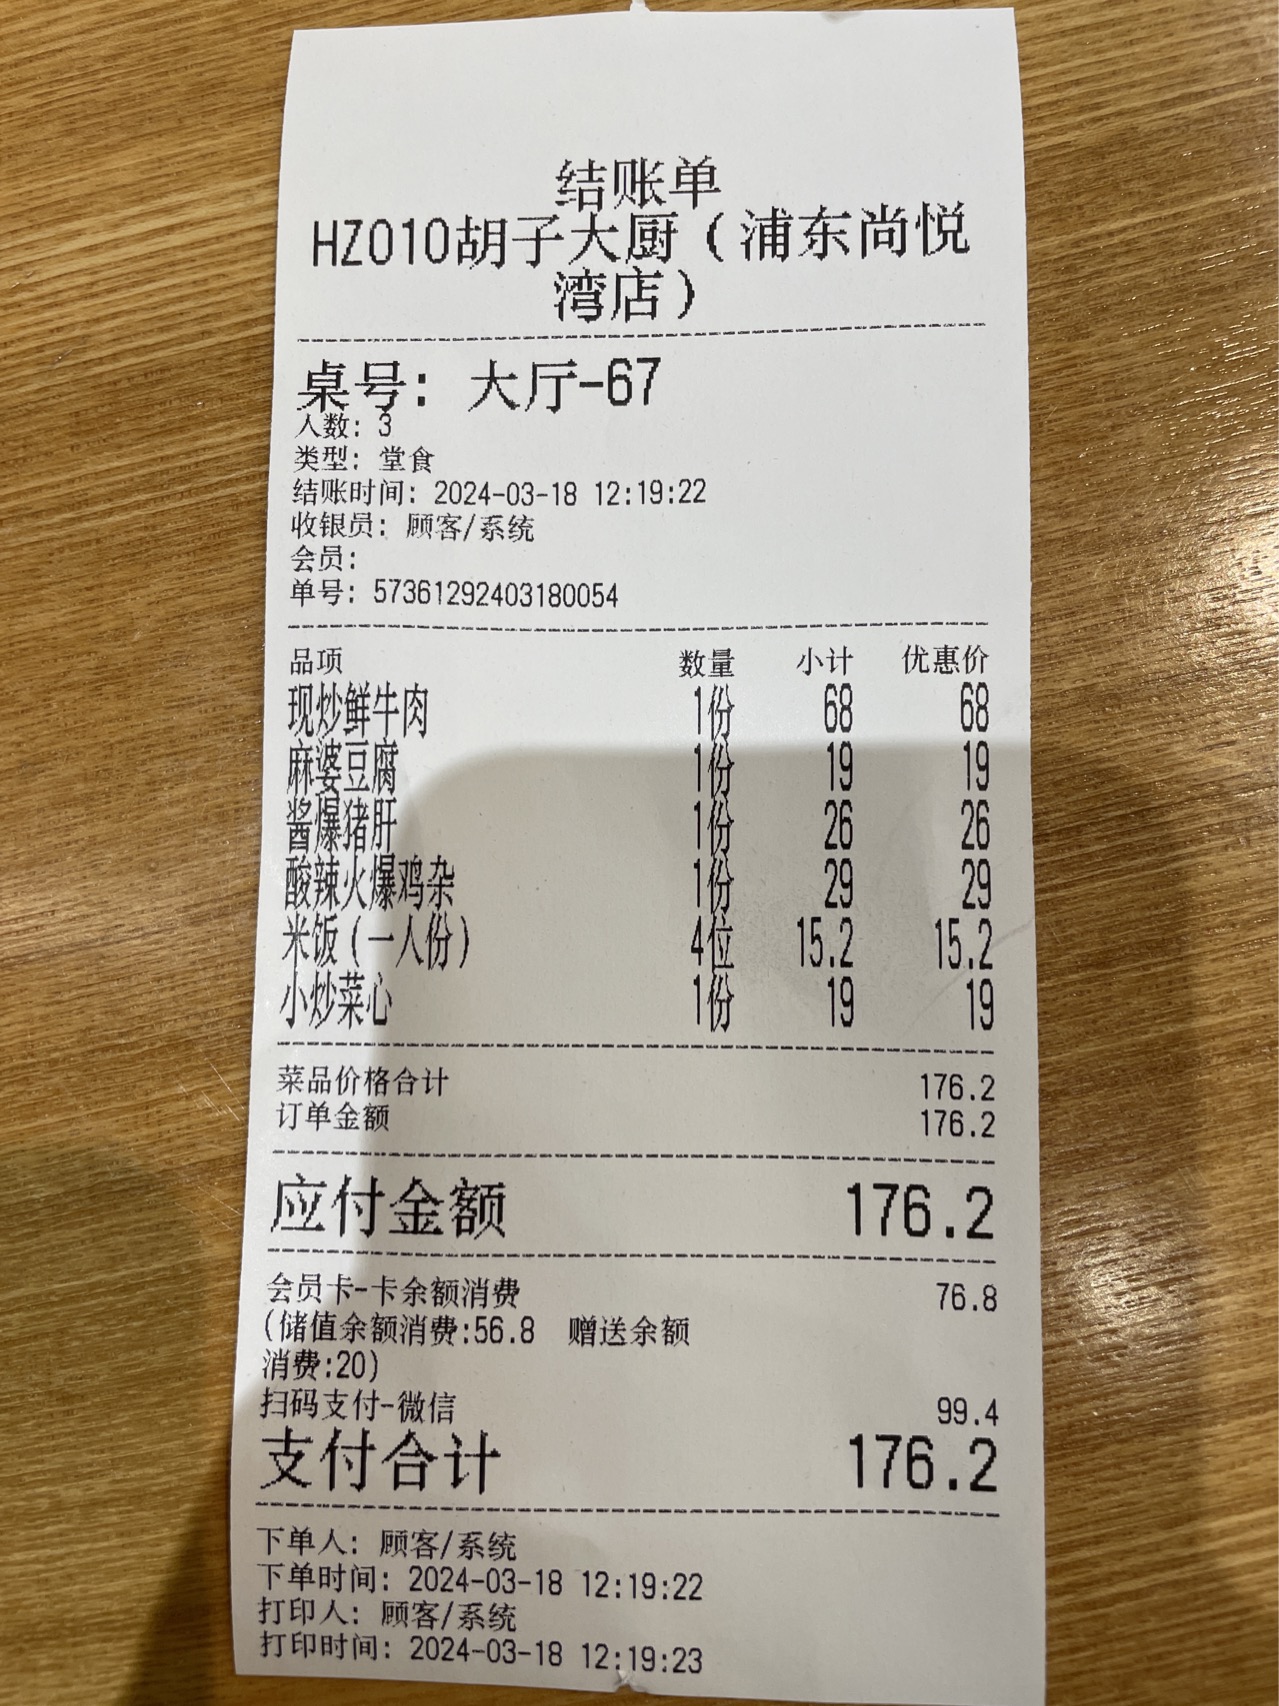 结账单
HZ010胡子大厨（浦东尚悦
湾店）
桌号： 大厅-67
人数： 3
类型： 堂食
结账时间： 2024-03-18 12:19:22
收银员： 顾客/系统
会员：
单号： 57361292403180054
品项 数量 小计 优惠价
现炒鲜牛肉 1份 68 68
麻婆豆腐 1份 19 19
酱爆猪肝 1份 26 26
酸辣火爆鸡杂 1份 29 29
米饭（一人份） 4位 15.2 15.2
小炒菜心 1份 19 19
菜品价格合计 176.2
订单金额 176.2
应付金额 176.2
会员卡-卡余额消费 76.8
(储值余额消费:56.8 赠送余额
消费:20)
扫码支付-微信 99.4
支付合计 176.2
下单人： 顾客/系统
下单时间： 2024-03-18 12:19:22
打印人： 顾客/系统
打印时间： 2024-03-18 12:19:23